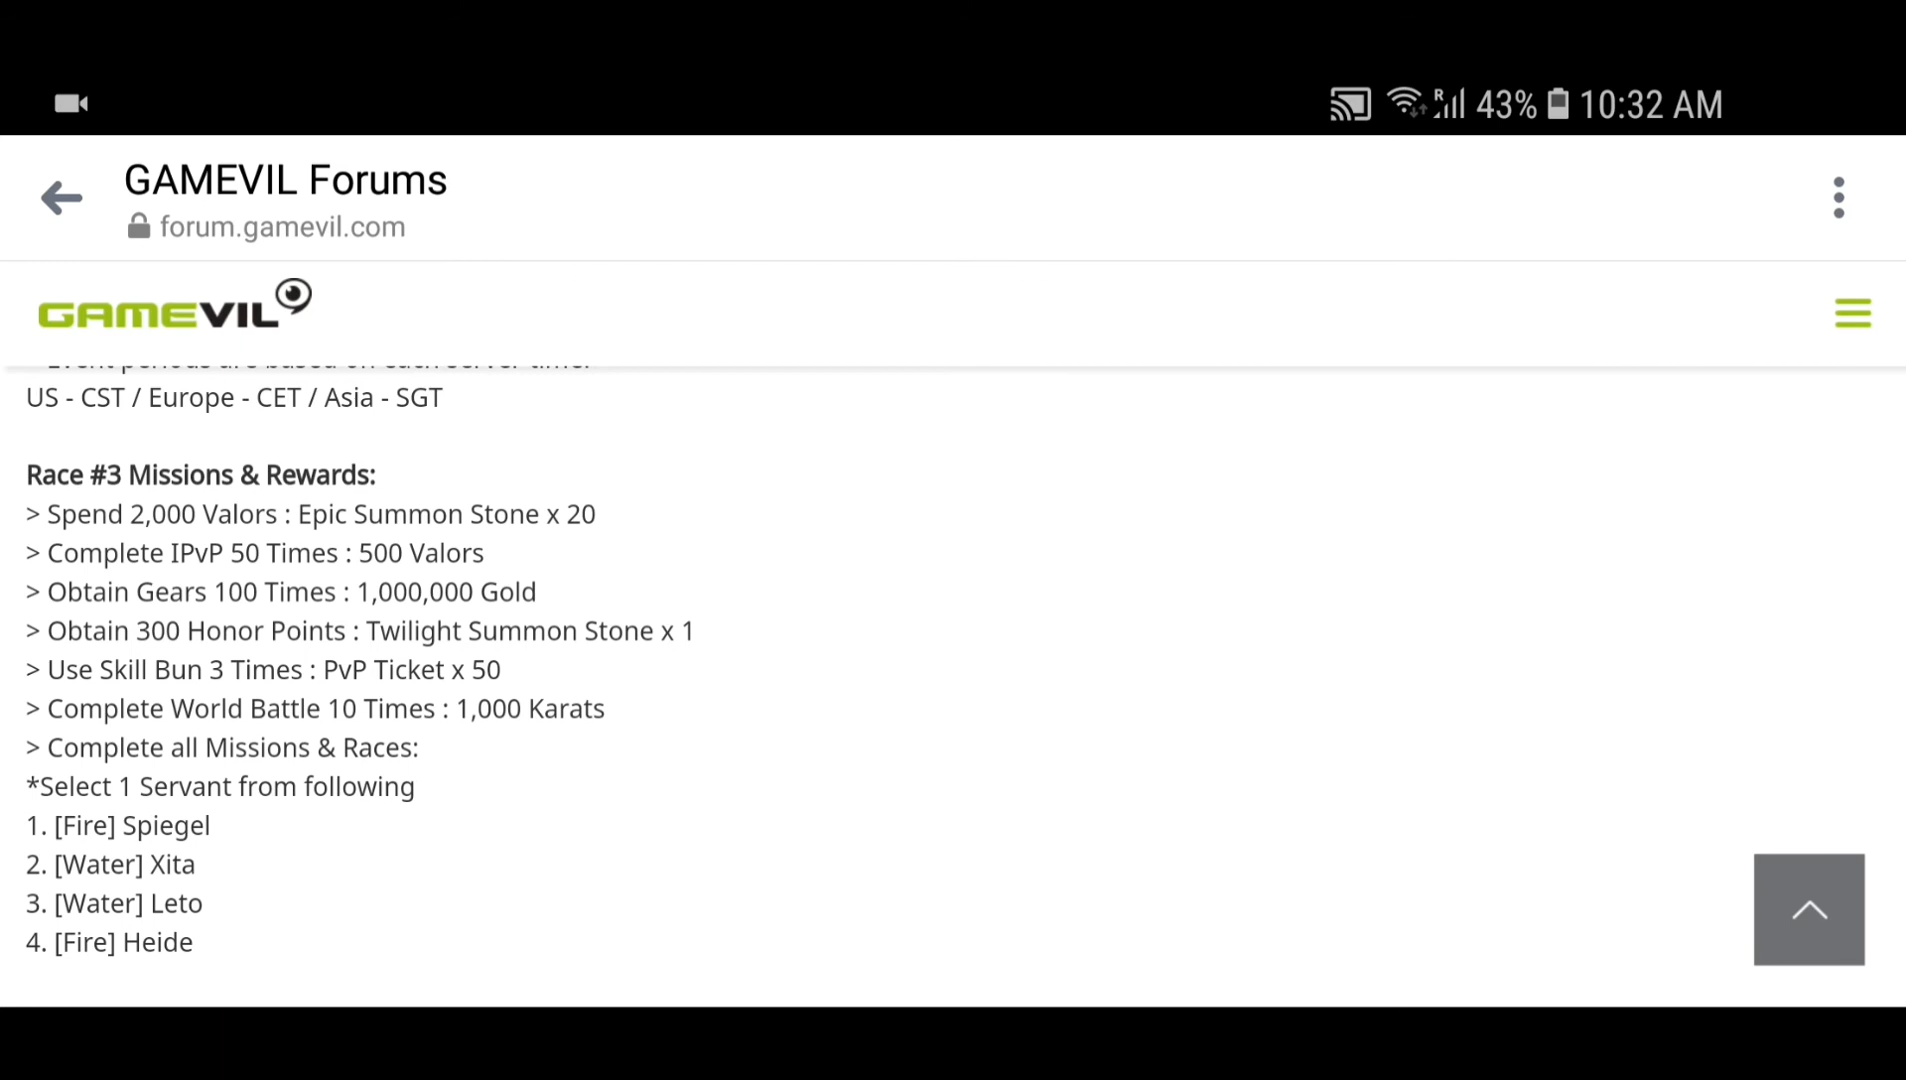 43% 10:32 AM
GAMEVIL Forums
forum.gamevil.com
GAMEVIL
US - CST / Europe - CET / Asia - SGT
Race #3 Missions & Rewards:
> Spend 2,000 Valors : Epic Summon Stone x 20
> Complete IPvP 50 Times : 500 Valors
> Obtain Gears 100 Times : 1,000,000 Gold
> Obtain 300 Honor Points : Twilight Summon Stone x 1
> Use Skill Bun 3 Times : PvP Ticket x 50
> Complete World Battle 10 Times : 1,000 Karats
> Complete all Missions & Races:
*Select 1 Servant from following
1. [Fire] Spiegel
2. [Water] Xita
3. [Water] Leto
4. [Fire] Heide